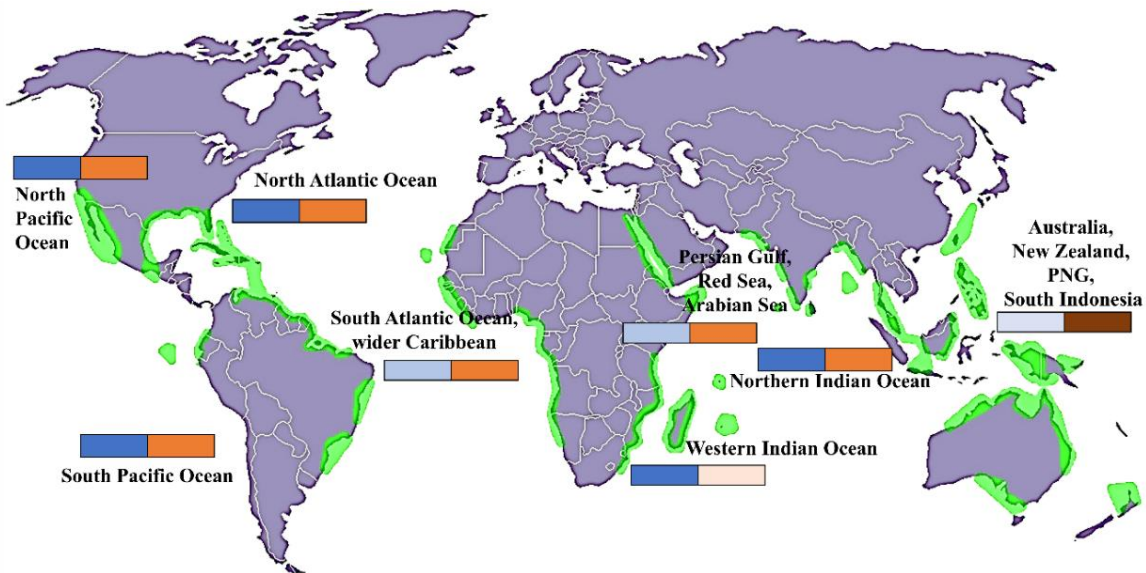 North
Pacific
Ocean
North Atlantic Ocean
South Atlantic Ocean,
wider Caribbean
South Pacific Ocean
Persian Gulf,
Red Sea,
Arabian Sea
Northern Indian Ocean
Western Indian Ocean
Australia,
New Zealand,
PNG,
South Indonesia